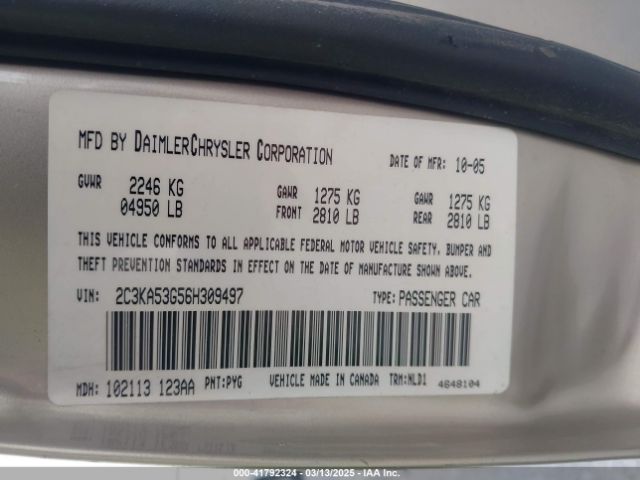 MFD BY DAIMLERCHRYSLER CORPORATION DATE OF MFR: 10-05
GVWR 2246 KG GAWR 1275 KG GAWR 1275 KG
04950 LB FRONT 2810 LB REAR 2810 LB
THIS VEHICLE CONFORMS TO ALL APPLICABLE FEDERAL MOTOR VEHICLE SAFETY, BUMPER AND
THEFT PREVENTION STANDARDS IN EFFECT ON THE DATE OF MANUFACTURE SHOWN ABOVE.
VIN: 2C3KA53G56H309497 TYPE: PASSENGER CAR
MDH: 102113 123AA PNT:PYG VEHICLE MADE IN CANADA TRM:NLD1 4648104
000-41792324 - 03/13/2025 - IAA Inc.